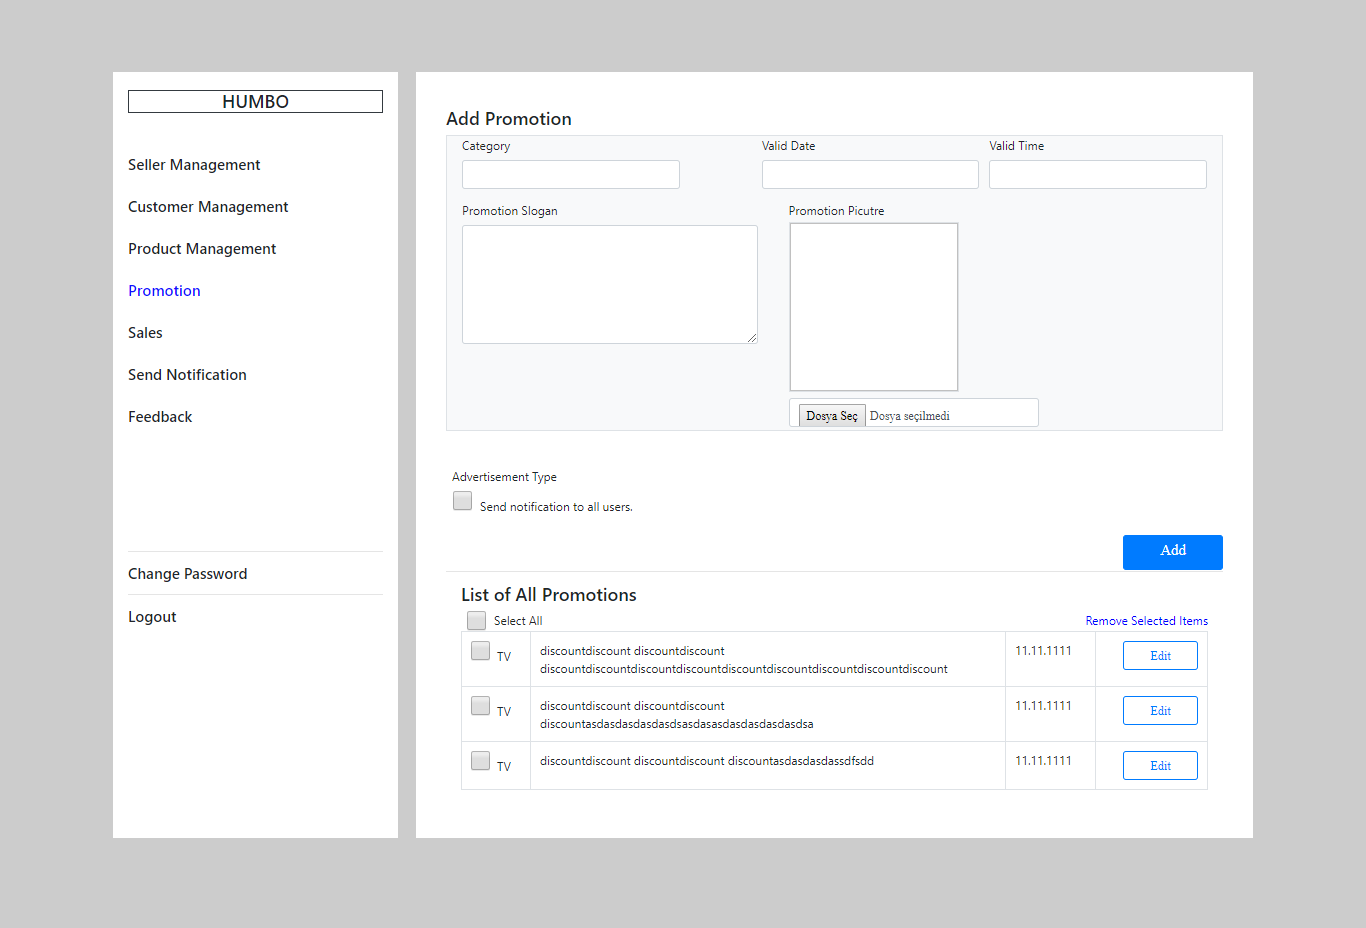 HUMBO
Seller Management
Customer Management
Product Management
Promotion
Sales
Send Notification
Feedback
Change Password
Logout
Add Promotion
Category
Valid Date
Valid Time
Promotion Slogan
Promotion Picutre
Dosya Seç Dosya seçilmedi
Advertisement Type
Send notification to all users.
Add
List of All Promotions
Select All
Remove Selected Items
TV
discountdiscount discountdiscount
discountdiscountdiscountdiscountdiscountdiscountdiscountdiscountdiscount
11.11.1111
Edit
TV
discountdiscount discountdiscount
discountasdasdasdasdasdsasdasasdasdasdasdasdsa
11.11.1111
Edit
TV
discountdiscount discountdiscount discountasdasdasdassdfsdd
11.11.1111
Edit